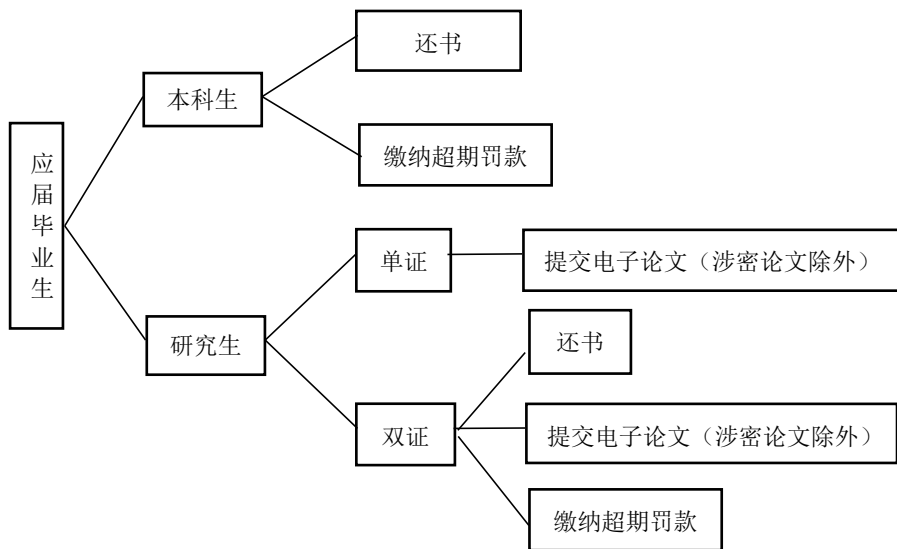 应届毕业生
本科生
还书
缴纳超期罚款
研究生
单证
提交电子论文（涉密论文除外）
双证
还书
提交电子论文（涉密论文除外）
缴纳超期罚款